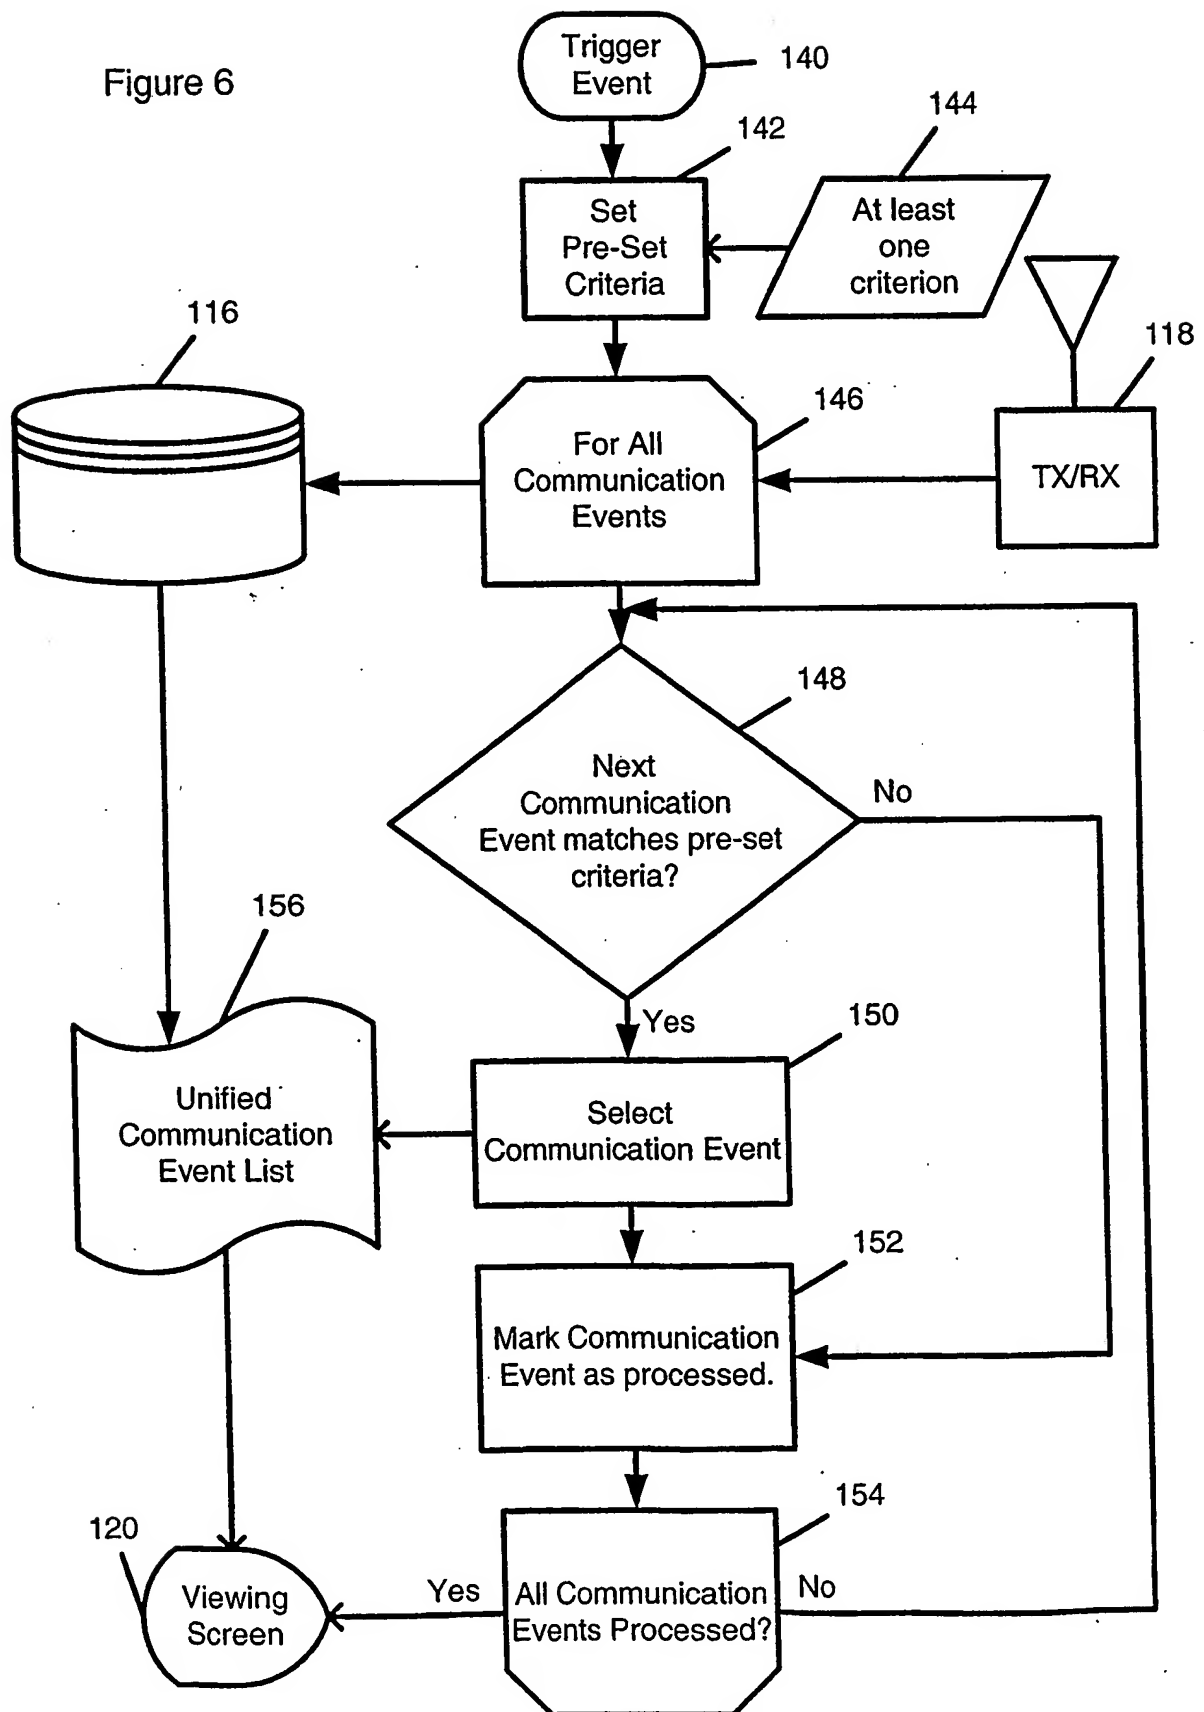 Figure 6
Trigger
Event
140
142
144
Set
Pre-Set
Criteria
At least
one
criterion
116
118
146
For All
Communication
Events
TX/RX
148
Next
Communication
Event matches pre-set
criteria?
No
156
Yes
150
Unified
Communication
Event List
Select
Communication Event
152
Mark Communication
Event as processed.
154
120
Viewing
Screen
Yes
All Communication
Events Processed?
No